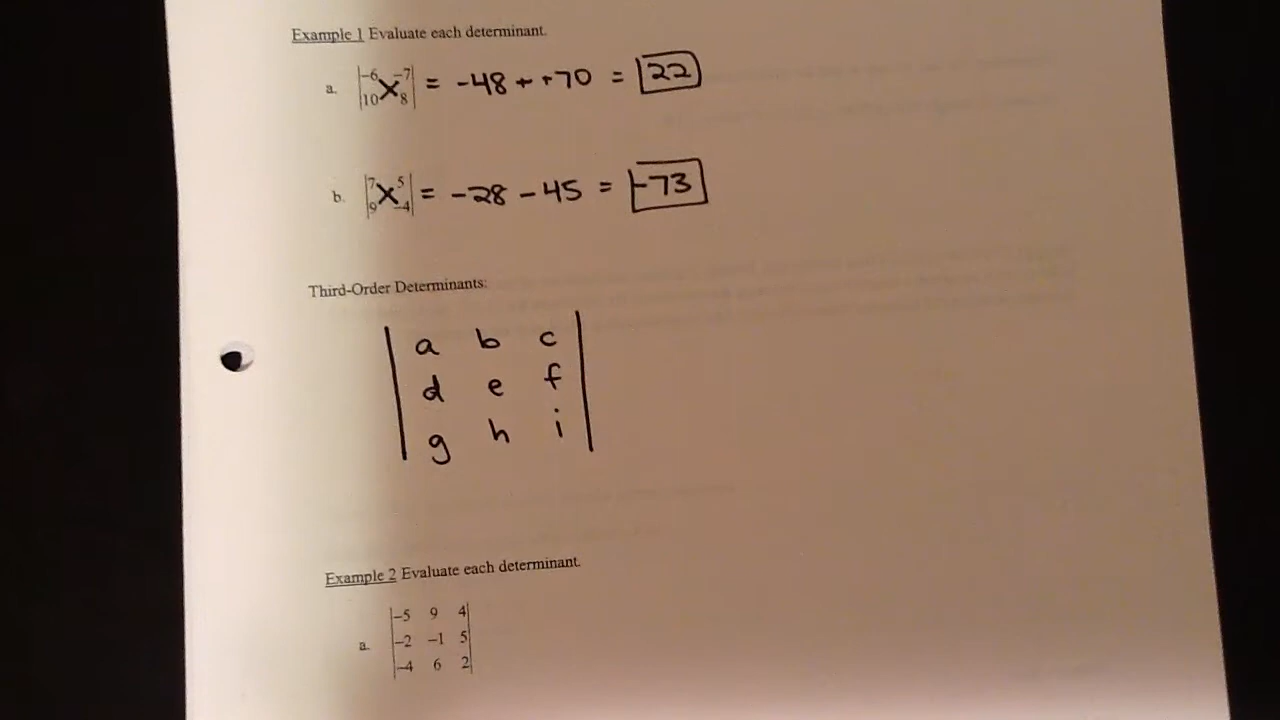 Example 1 Evaluate each determinant.
a. |-6 -7| = -48 + +70 = 22
|10 8|
b. |7 5| = -28 - 45 = -73
|9 -4|
Third-Order Determinants:
| a b c |
| d e f |
| g h i |
Example 2 Evaluate each determinant.
|-5 9 4|
a. |-2 -1 5|
|-4 6 2|